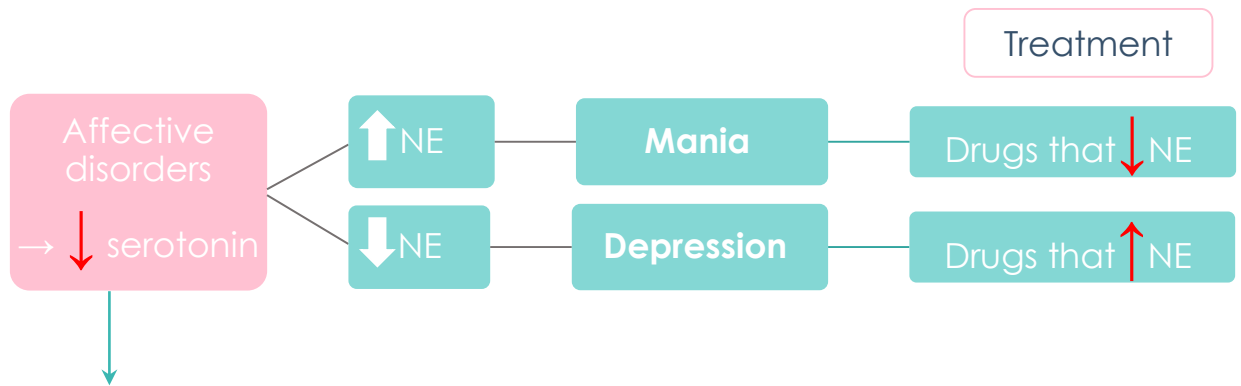 Treatment
Affective
disorders
→ ↓ serotonin
⬆NE
Mania
Drugs that ↓ NE
⬇NE
Depression
Drugs that ↑ NE